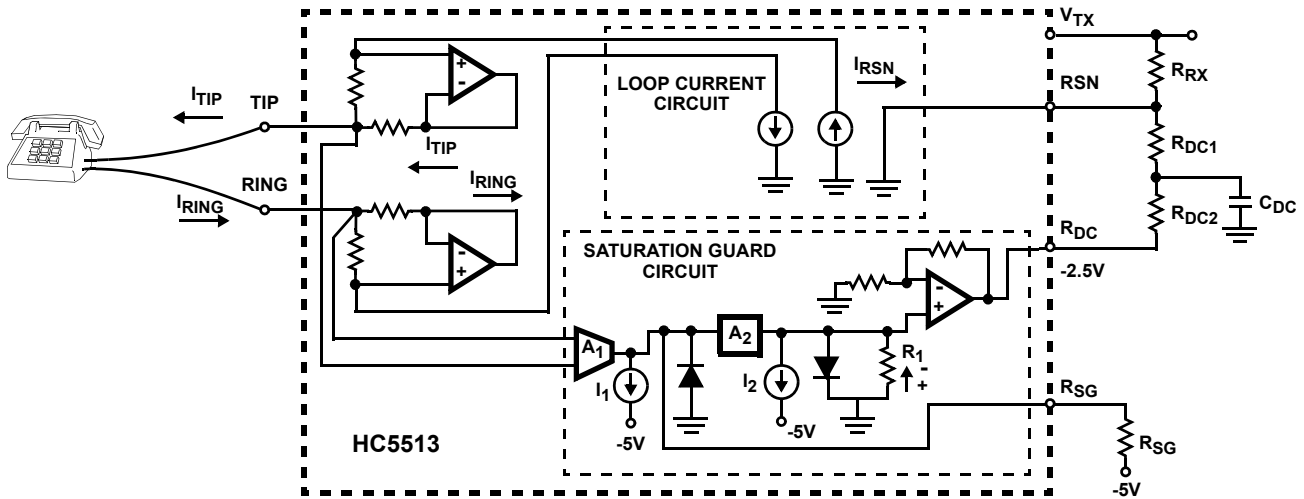 VTX
RRX
RSN
IRSN
LOOP CURRENT
CIRCUIT
ITIP
TIP
+
-
ITIP
RDC1
IRING
RING
IRING
-
+
CDC
RDC2
RDC
-2.5V
SATURATION GUARD
CIRCUIT
-
+
A1
A2
I1
-5V
I2
-5V
R1
-
+
RSG
RSG
-5V
HC5513